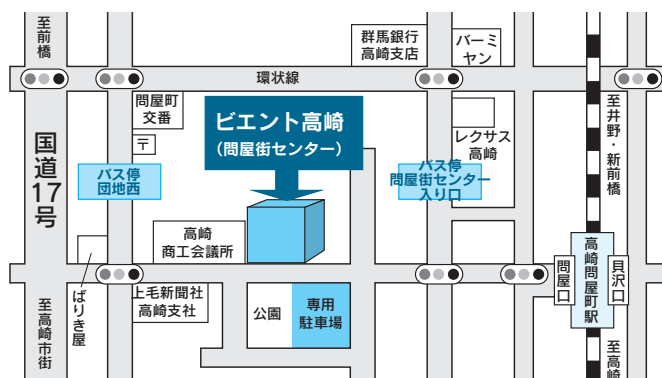 至前橋
群馬銀行
高崎支店
バーミ
ヤン
環状線
問屋町
交番
〒
ビエント高崎
(問屋街センター)
レクサス
高崎
至井野・新前橋
国道17号
バス停
団地西
バス停
問屋街センター
入り口
高崎
商工会議所
ばりき屋
上毛新聞社
高崎支社
公園
専用
駐車場
問屋口
高崎問屋町駅
貝沢口
至高崎市街
至高崎